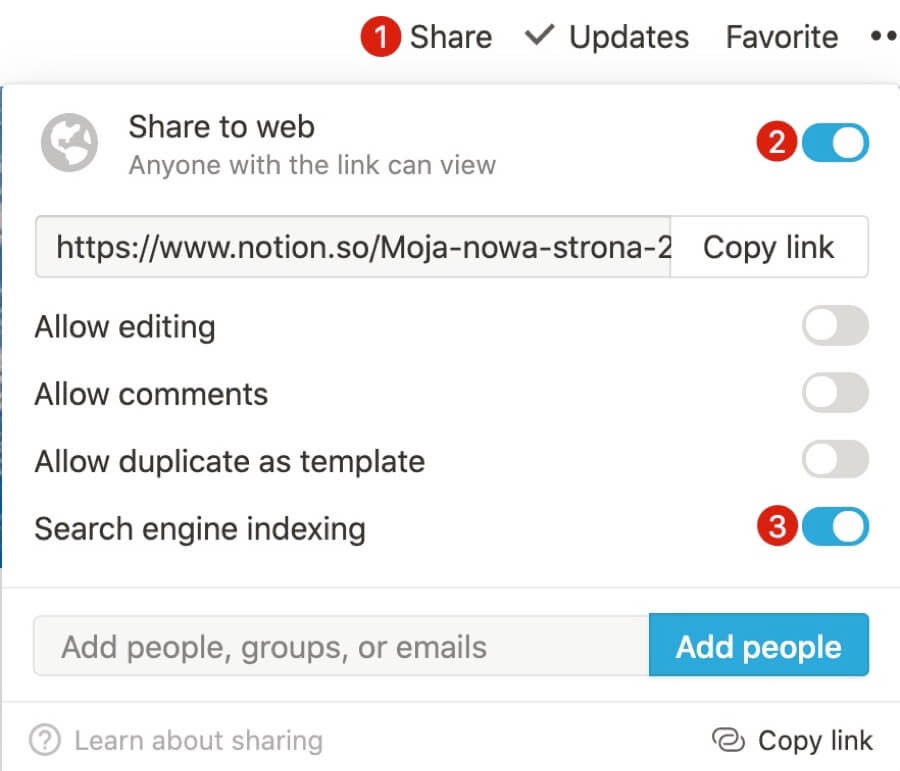 1 Share ✓ Updates Favorite ••
Share to web
Anyone with the link can view
2
https://www.notion.so/Moja-nowa-strona-2
Copy link
Allow editing
Allow comments
Allow duplicate as template
Search engine indexing
3
Add people, groups, or emails
Add people
? Learn about sharing
Copy link